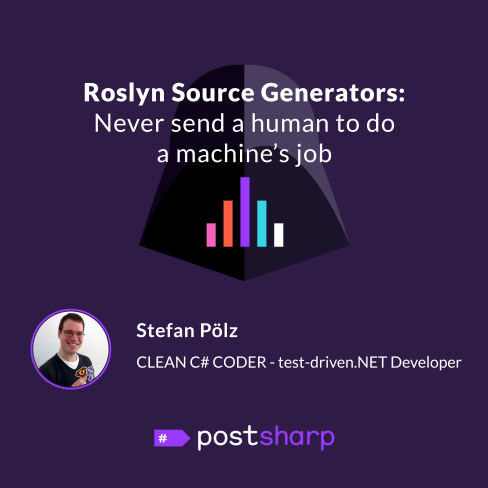 Roslyn Source Generators:
Never send a human to do
a machine’s job
Stefan Pölz
CLEAN C# CODER - test-driven.NET Developer
# postsharp